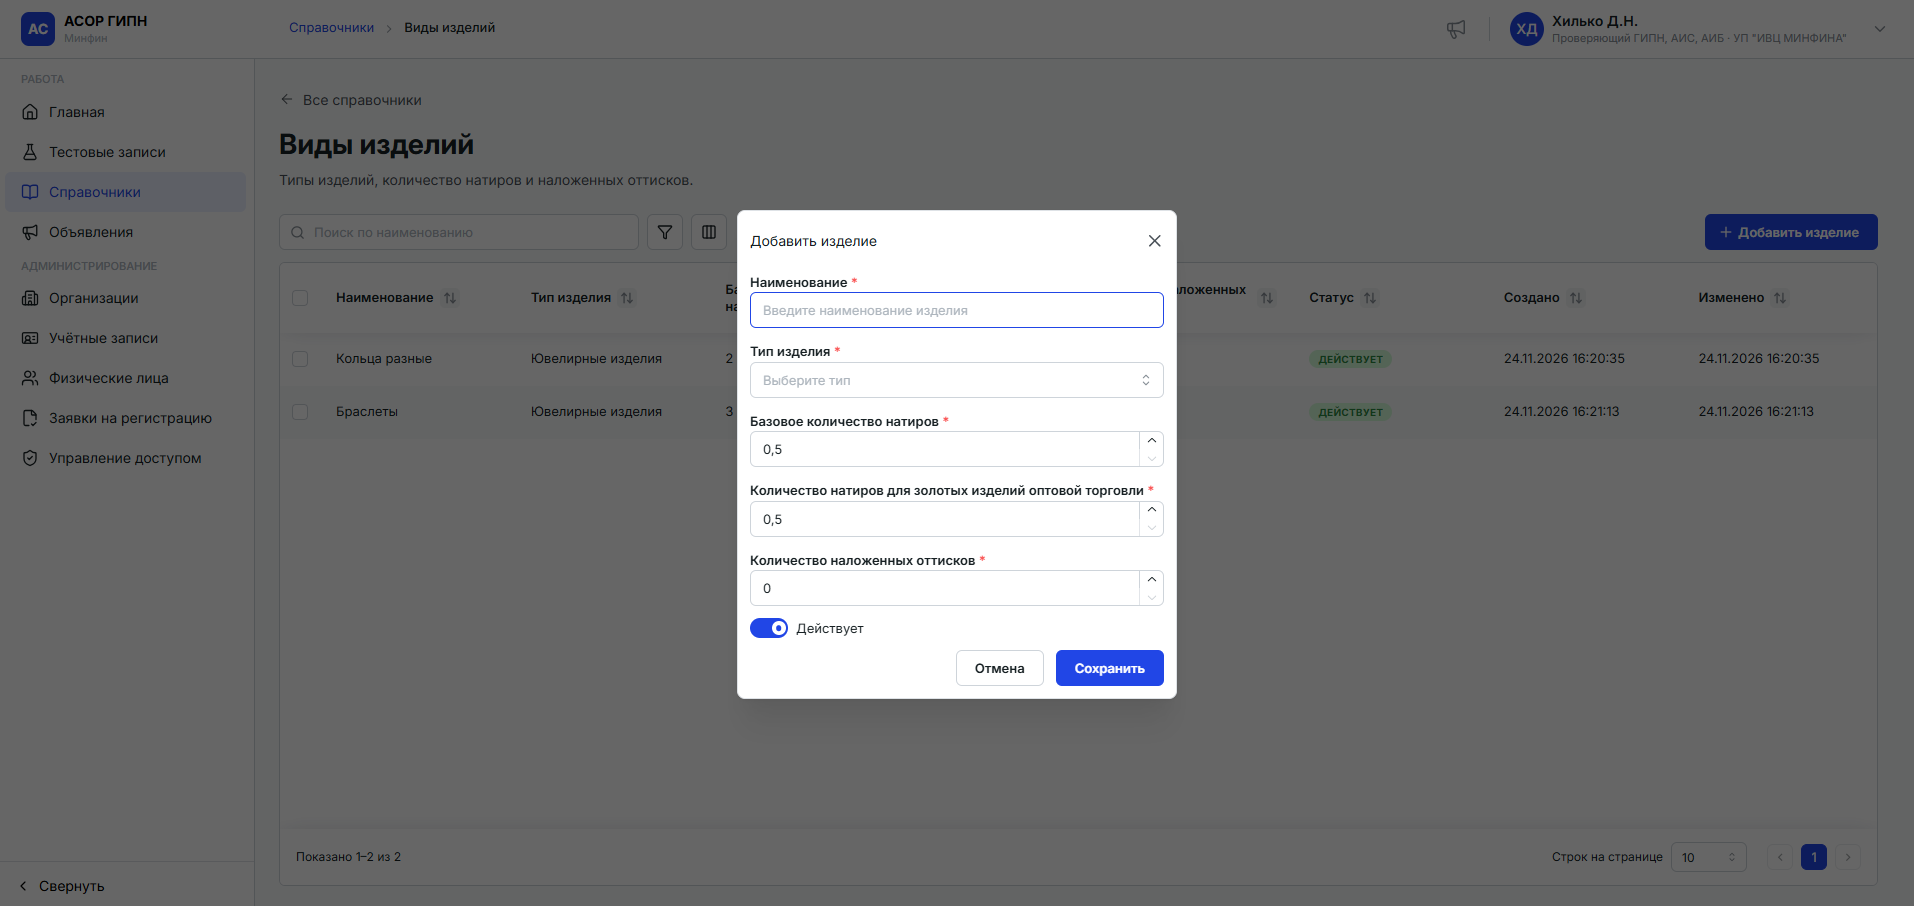 АС
АСОР ГИПН
Минфин
Справочники
Виды изделий
ХД
Хилько Д.Н.
Проверяющий ГИПН, АИС, АИБ · УП "ИВЦ МИНФИНА"
РАБОТА
Главная
Тестовые записи
Справочники
Объявления
АДМИНИСТРИРОВАНИЕ
Организации
Учётные записи
Физические лица
Заявки на регистрацию
Управление доступом
Свернуть
Все справочники
Виды изделий
Типы изделий, количество натиров и наложенных оттисков.
Поиск по наименованию
Добавить изделие
Наименование
Тип изделия
Статус
Создано
Изменено
Кольца разные
Ювелирные изделия
2
ДЕЙСТВУЕТ
24.11.2026 16:20:35
24.11.2026 16:20:35
Браслеты
Ювелирные изделия
3
ДЕЙСТВУЕТ
24.11.2026 16:21:13
24.11.2026 16:21:13
Добавить изделие
Наименование *
Введите наименование изделия
Тип изделия *
Выберите тип
Базовое количество натиров *
0,5
Количество натиров для золотых изделий оптовой торговли *
0,5
Количество наложенных оттисков *
0
Действует
Отмена
Сохранить
Показано 1–2 из 2
Строк на странице
10
1